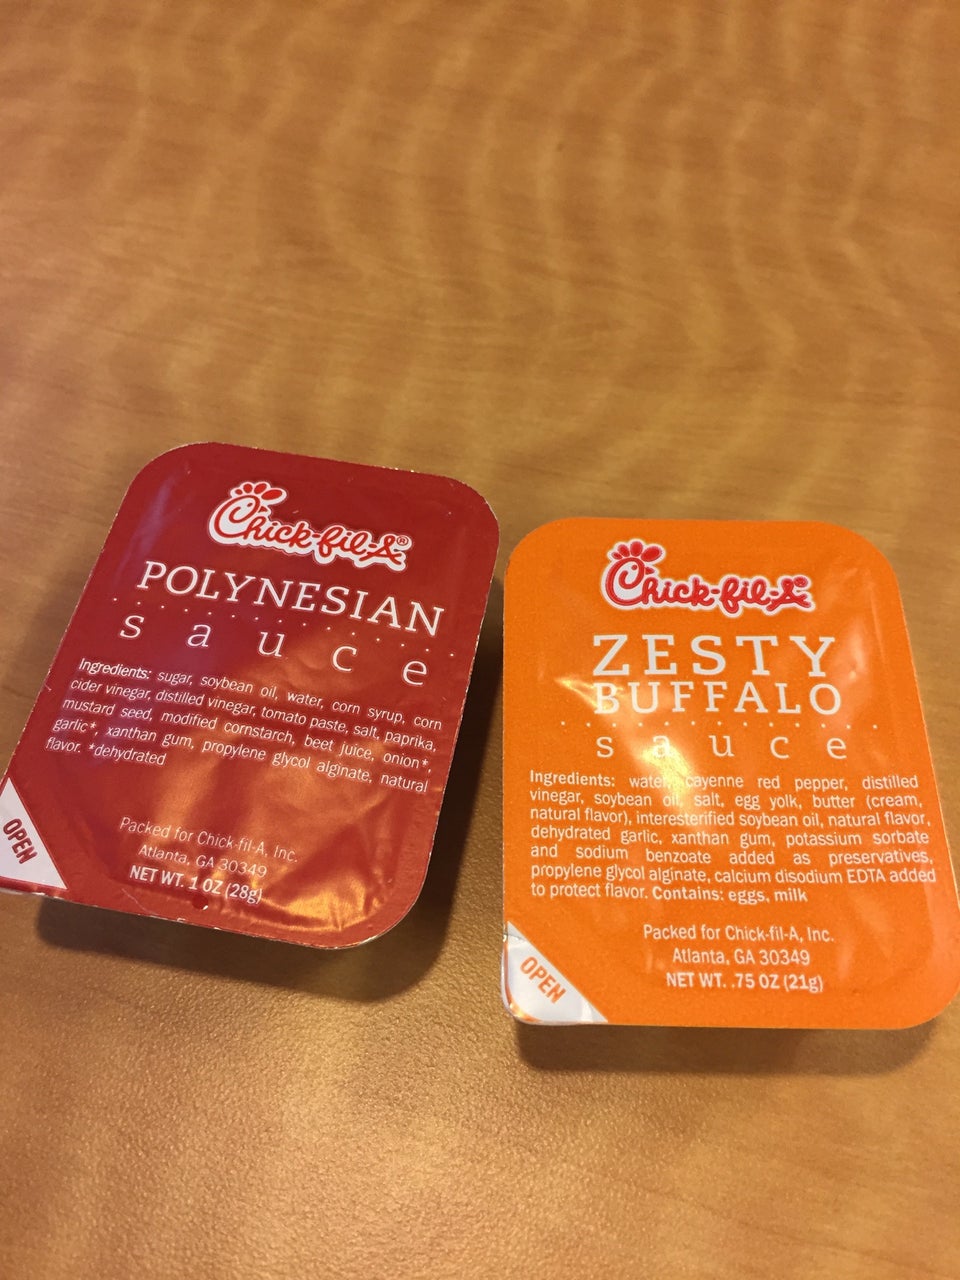 Chick-fil-A®
POLYNESIAN
sauce
Ingredients: sugar, soybean oil, water, corn syrup, corn
cider vinegar, distilled vinegar, tomato paste, salt, paprika,
mustard seed, modified cornstarch, beet juice, onion*,
garlic*, xanthan gum, propylene glycol alginate, natural
flavor. *dehydrated
Packed for Chick-fil-A, Inc.
Atlanta, GA 30349
NET WT. 1 OZ (28g)
OPEN
Chick-fil-A®
ZESTY
BUFFALO
sauce
Ingredients: water, cayenne red pepper, distilled
vinegar, soybean oil, salt, egg yolk, butter (cream,
natural flavor), interesterified soybean oil, natural flavor,
dehydrated garlic, xanthan gum, potassium sorbate
and sodium benzoate added as preservatives,
propylene glycol alginate, calcium disodium EDTA added
to protect flavor. Contains: eggs, milk
Packed for Chick-fil-A, Inc.
Atlanta, GA 30349
NET WT. .75 OZ (21g)
OPEN